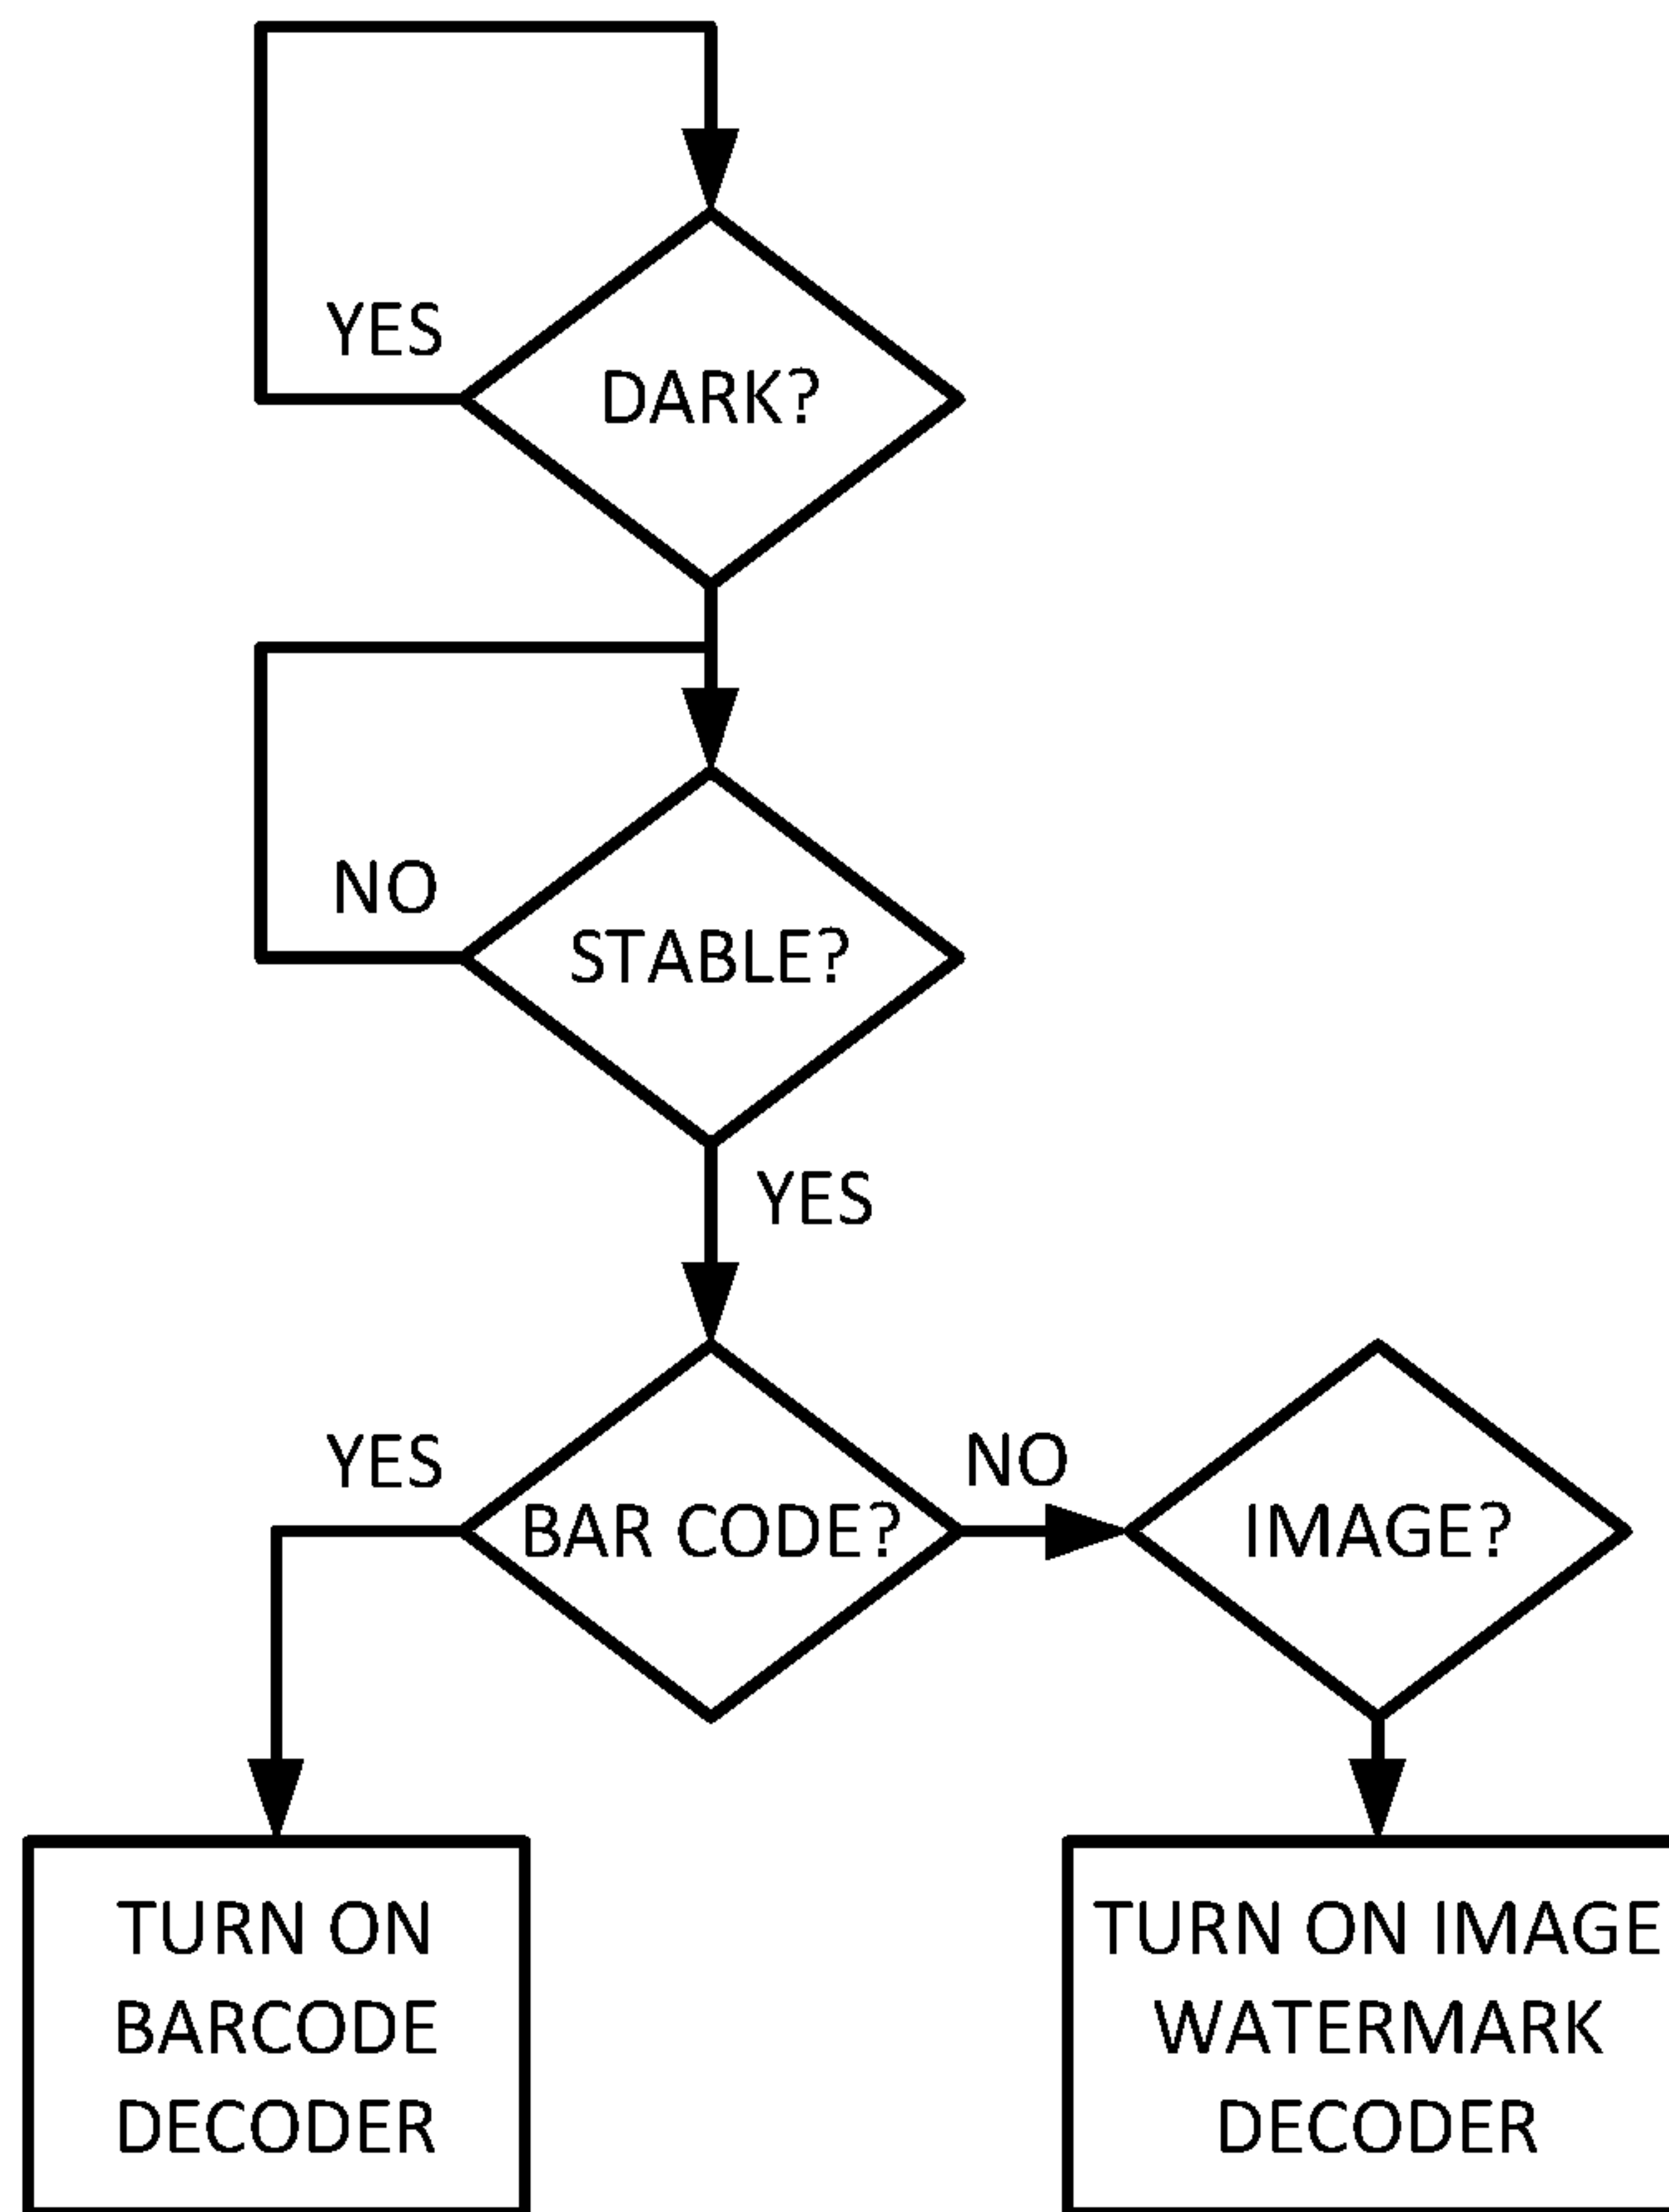 YES
DARK?
NO
STABLE?
YES
YES
NO
BAR CODE?
IMAGE?
TURN ON
BARCODE
DECODER
TURN ON IMAGE
WATERMARK
DECODER